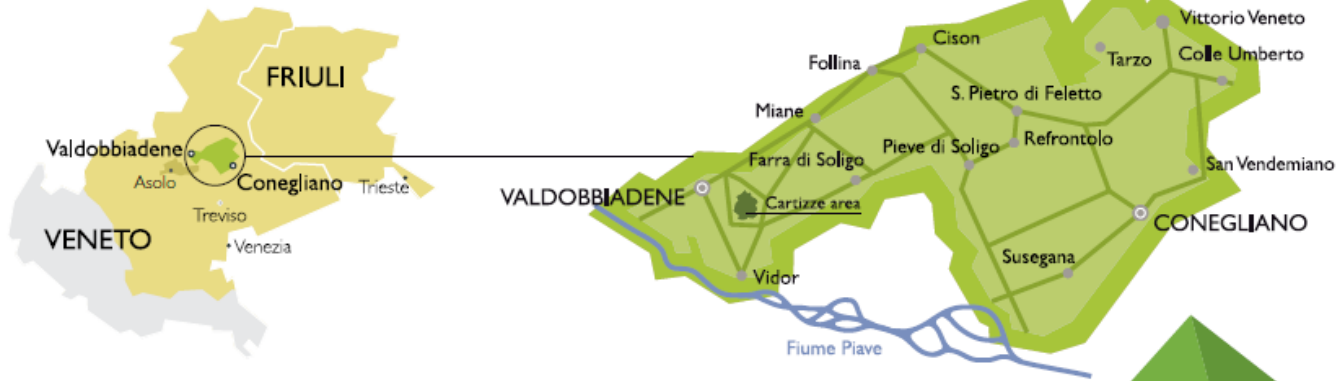 FRIULI
Valdobbiadene
Asolo
Conegliano
Trieste
Treviso
VENETO
Venezia
Vittorio Veneto
Cison
Tarzo
Colle Umberto
Follina
S. Pietro di Feletto
Miane
Refrontolo
Pieve di Soligo
Farra di Soligo
San Vendemiano
VALDOBBIADENE
Cartizze area
CONEGLIANO
Susegana
Vidor
Fiume Piave